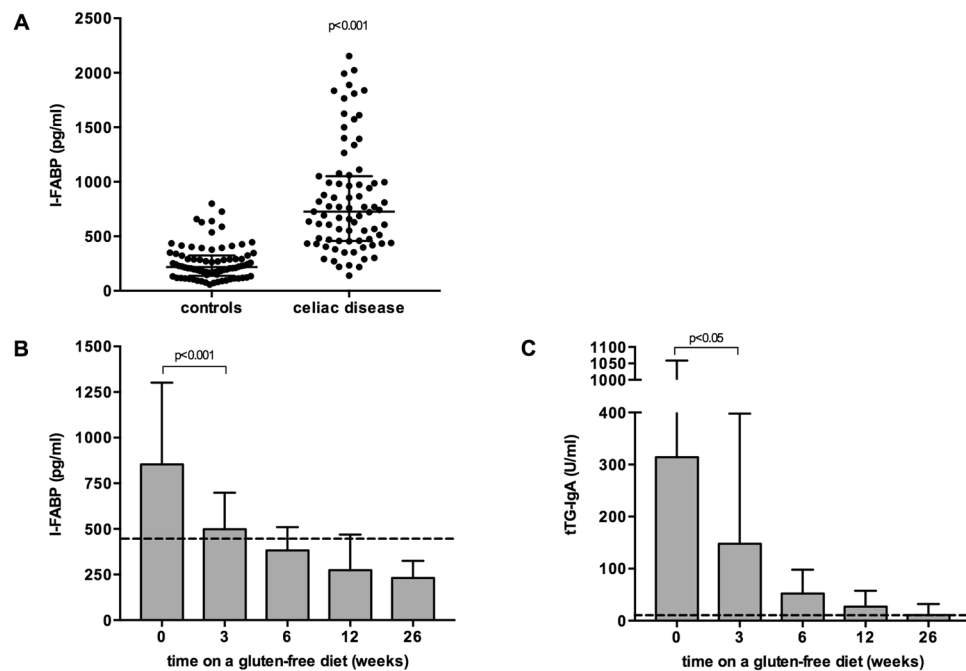 A
p<0.001
2500
2000
1500
1000
500
0
I-FABP (pg/ml)
controls
celiac disease
B
p<0.001
1500
1250
1000
750
500
250
0
I-FABP (pg/ml)
0 3 6 12 26
time on a gluten-free diet (weeks)
C
p<0.05
1100
1050
1000
400
300
200
100
0
tTG-IgA (U/ml)
0 3 6 12 26
time on a gluten-free diet (weeks)